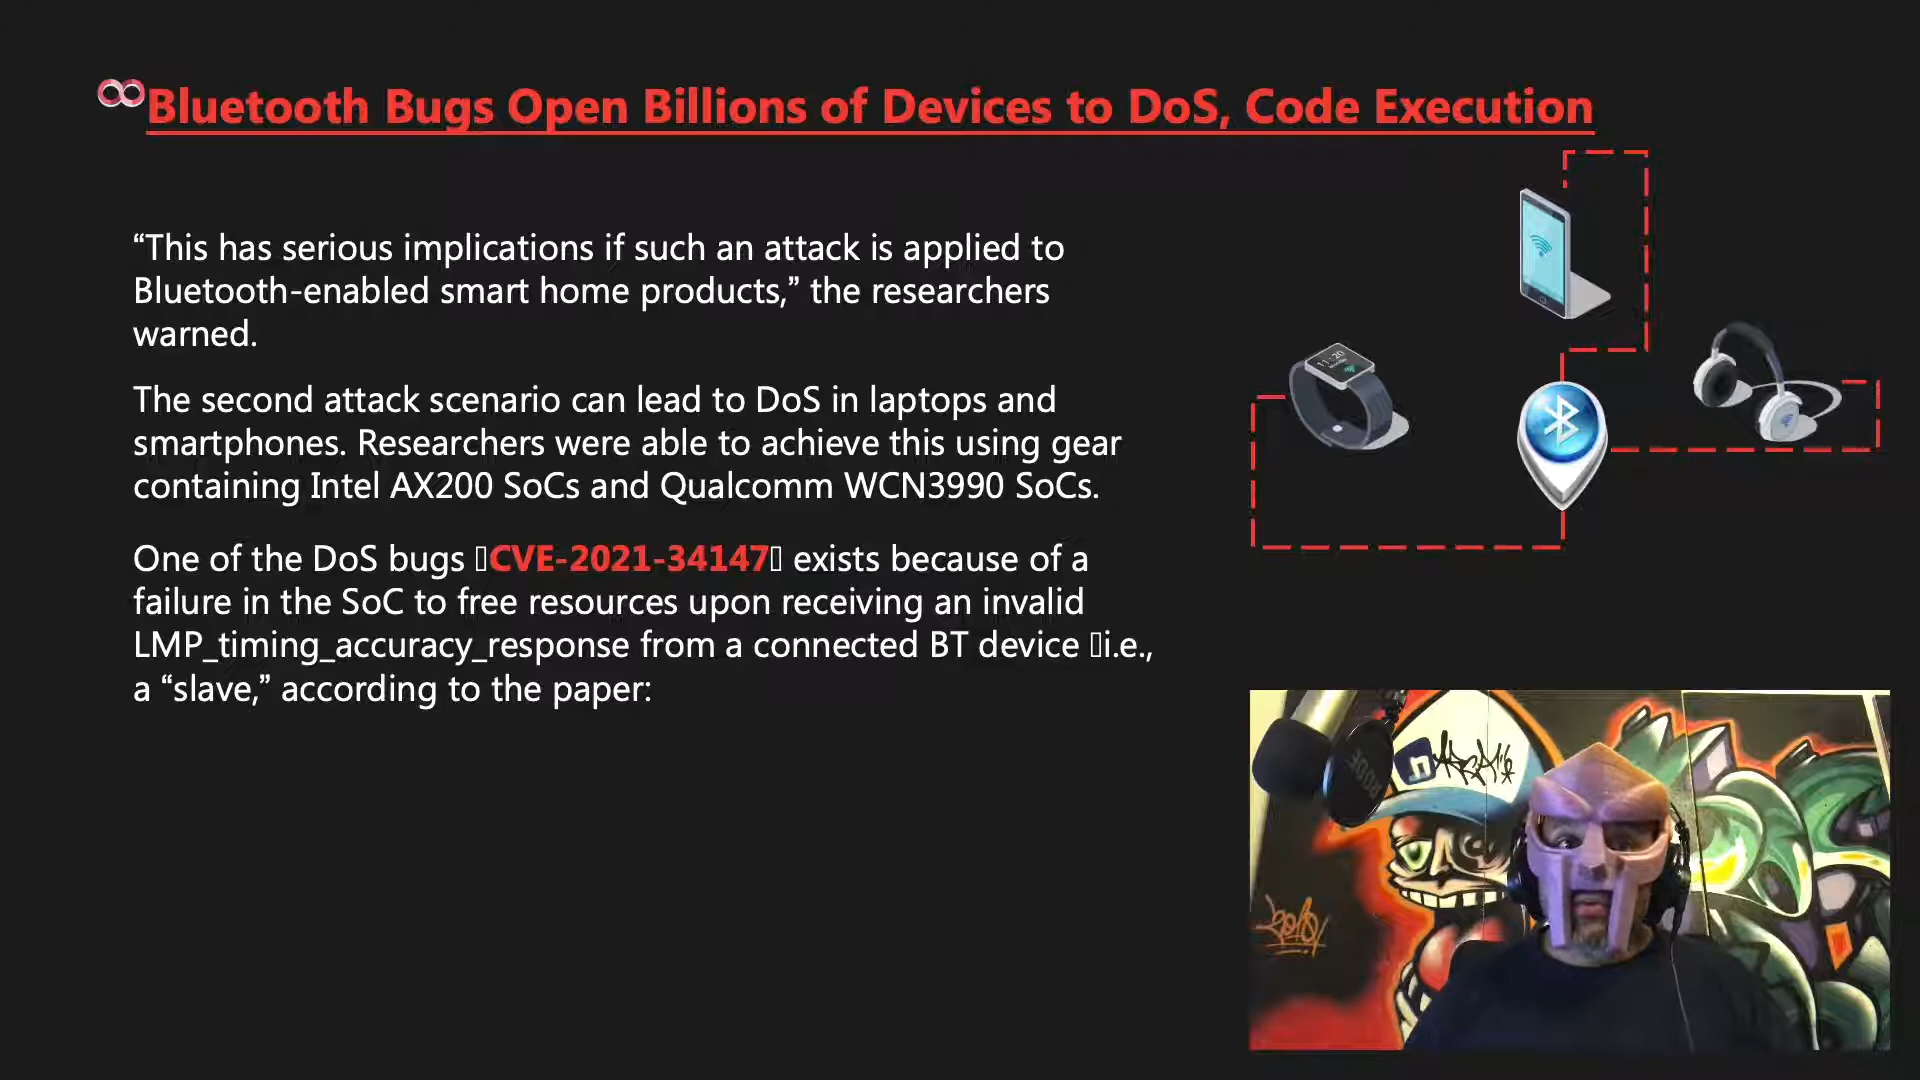 Bluetooth Bugs Open Billions of Devices to DoS, Code Execution
“This has serious implications if such an attack is applied to
Bluetooth-enabled smart home products,” the researchers
warned.
The second attack scenario can lead to DoS in laptops and
smartphones. Researchers were able to achieve this using gear
containing Intel AX200 SoCs and Qualcomm WCN3990 SoCs.
One of the DoS bugs ▯CVE-2021-34147▯ exists because of a
failure in the SoC to free resources upon receiving an invalid
LMP_timing_accuracy_response from a connected BT device ▯i.e.,
a “slave,” according to the paper:
11:20
RODE